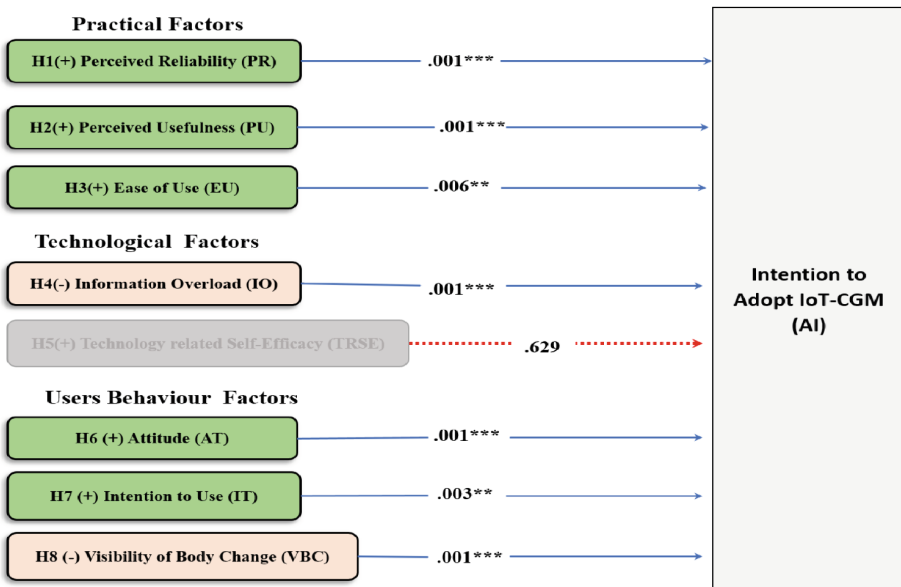 Practical Factors
H1(+) Perceived Reliability (PR)
.001***
H2(+) Perceived Usefulness (PU)
.001***
H3(+) Ease of Use (EU)
.006**
Technological Factors
H4(-) Information Overload (IO)
.001***
H5(+) Technology related Self-Efficacy (TRSE)
.629
Users Behaviour Factors
H6 (+) Attitude (AT)
.001***
H7 (+) Intention to Use (IT)
.003**
H8 (-) Visibility of Body Change (VBC)
.001***
Intention to
Adopt IoT-CGM
(AI)